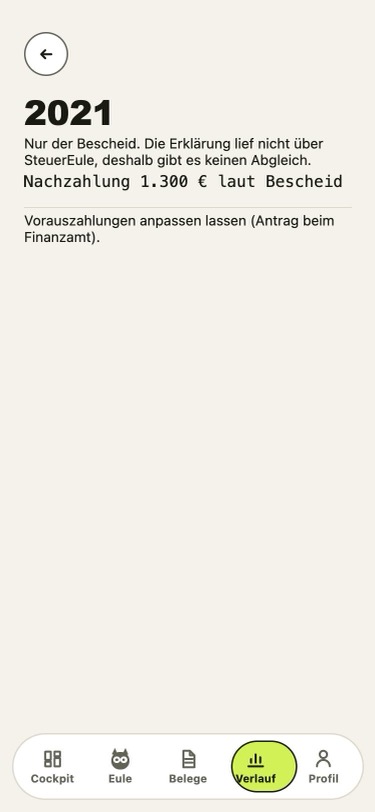 2021
Nur der Bescheid. Die Erklärung lief nicht über
SteuerEule, deshalb gibt es keinen Abgleich.
Nachzahlung 1.300 € laut Bescheid
Vorauszahlungen anpassen lassen (Antrag beim
Finanzamt).
Cockpit
Eule
Belege
Verlauf
Profil